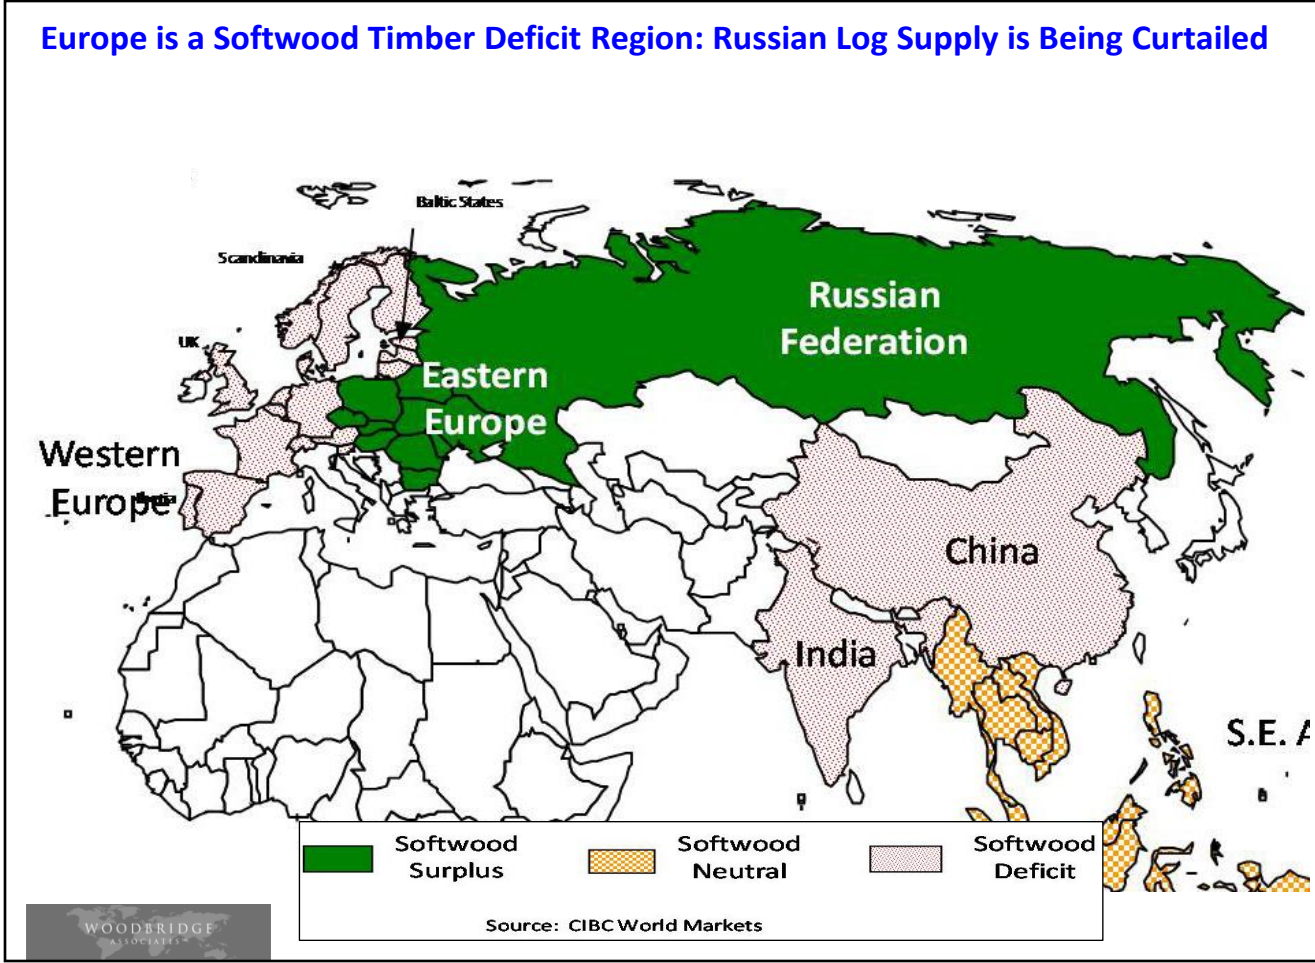 Europe is a Softwood Timber Deficit Region: Russian Log Supply is Being Curtailed
Baltic States
Scandinavia
Russian
Federation
UK
Eastern
Europe
Western
Europe
China
India
S.E.
Softwood
Surplus
Softwood
Neutral
Softwood
Deficit
Source: CIBC World Markets
WOODBRIDGE
ASSOCIATES